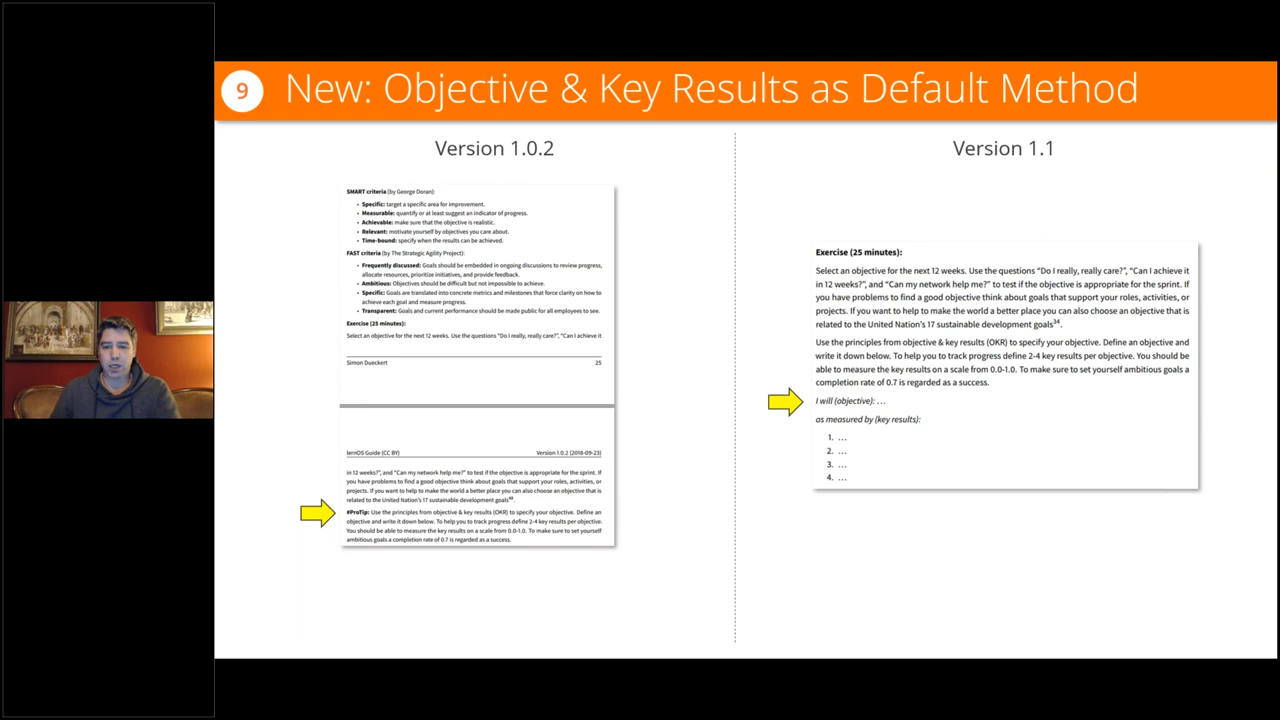 9
New: Objective & Key Results as Default Method
Version 1.0.2
SMART criteria (by George Doran):
• Specific: target a specific area for improvement.
• Measurable: quantify or at least suggest an indicator of progress.
• Achievable: make sure that the objective is realistic.
• Relevant: motivate yourself by objectives you care about.
• Time-bound: specify when the results can be achieved.
FAST criteria (by The Strategic Agility Project):
• Frequently discussed: Goals should be embedded in ongoing discussions to review progress,
allocate resources, prioritize initiatives, and provide feedback.
• Ambitious: Objectives should be difficult but not impossible to achieve.
• Specific: Goals are translated into concrete metrics and milestones that force clarity on how to
achieve each goal and measure progress.
• Transparent: Goals and current performance should be made public for all employees to see.
Exercise (25 minutes):
Select an objective for the next 12 weeks. Use the questions “Do I really, really care?”, “Can I achieve it
Simon Dueckert 25
lernOS Guide (CC BY) Version 1.0.2 (2018-09-23)
in 12 weeks?”, and “Can my network help me?” to test if the objective is appropriate for the sprint. If
you have problems to find a good objective think about goals that support your roles, activities, or
projects. If you want to help to make the world a better place you can also choose an objective that is
related to the United Nation’s 17 sustainable development goals
#ProTip: Use the principles from objective & key results (OKR) to specify your objective. Define an
objective and write it down below. To help you to track progress define 2-4 key results per objective.
You should be able to measure the key results on a scale from 0.0-1.0. To make sure to set yourself
ambitious goals a completion rate of 0.7 is regarded as a success.
Version 1.1
Exercise (25 minutes):
Select an objective for the next 12 weeks. Use the questions “Do I really, really care?”, “Can I achieve it
in 12 weeks?”, and “Can my network help me?” to test if the objective is appropriate for the sprint. If
you have problems to find a good objective think about goals that support your roles, activities, or
projects. If you want to help to make the world a better place you can also choose an objective that is
related to the United Nation’s 17 sustainable development goals34.
Use the principles from objective & key results (OKR) to specify your objective. Define an objective and
write it down below. To help you to track progress define 2-4 key results per objective. You should be
able to measure the key results on a scale from 0.0-1.0. To make sure to set yourself ambitious goals a
completion rate of 0.7 is regarded as a success.
I will (objective): …
as measured by (key results):
1. …
2. …
3. …
4. …